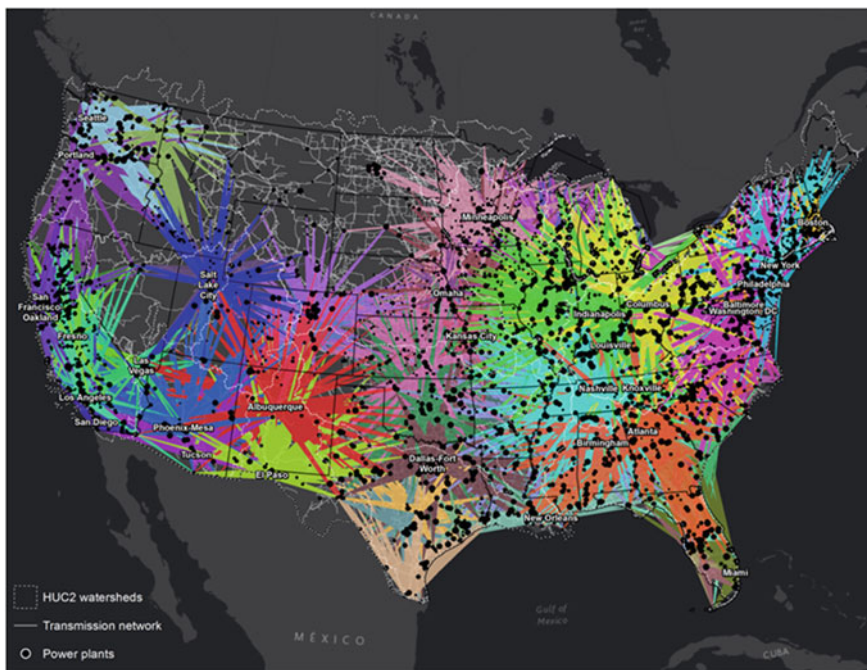 CANADA
Seattle
Portland
Minneapolis
Boston
Salt
Lake
City
Omaha
New York
Philadelphia
San
Francisco
Oakland
Columbus
Baltimore
Washington DC
Indianapolis
Fresno
Kansas City
Louisville
Las
Vegas
Nashville
Knoxville
Los Angeles
Albuquerque
San Diego
Phoenix-Mesa
Atlanta
Birmingham
Tucson
El Paso
Dallas-Fort
Worth
New Orleans
Miami
HUC2 watersheds
Transmission network
Power plants
Gulf of
Mexico
MÉXICO
CUBA